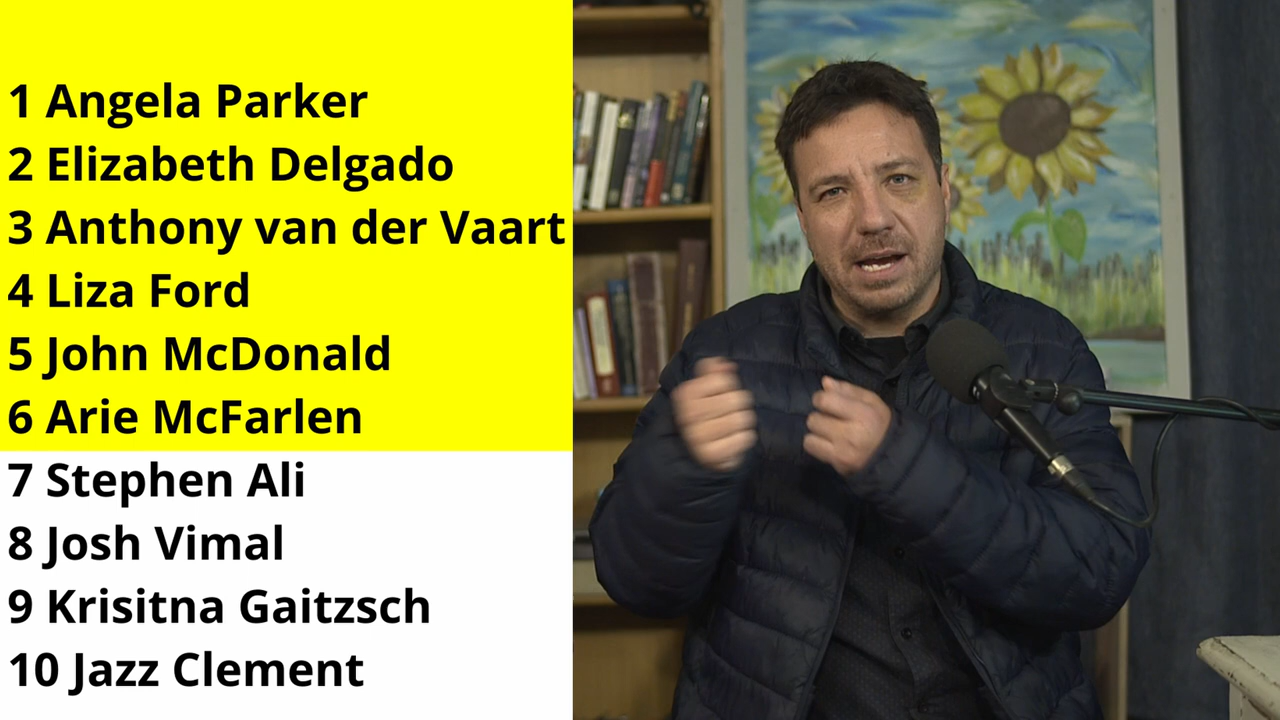 1 Angela Parker
2 Elizabeth Delgado
3 Anthony van der Vaart
4 Liza Ford
5 John McDonald
6 Arie McFarlen
7 Stephen Ali
8 Josh Vimal
9 Krisitna Gaitzsch
10 Jazz Clement